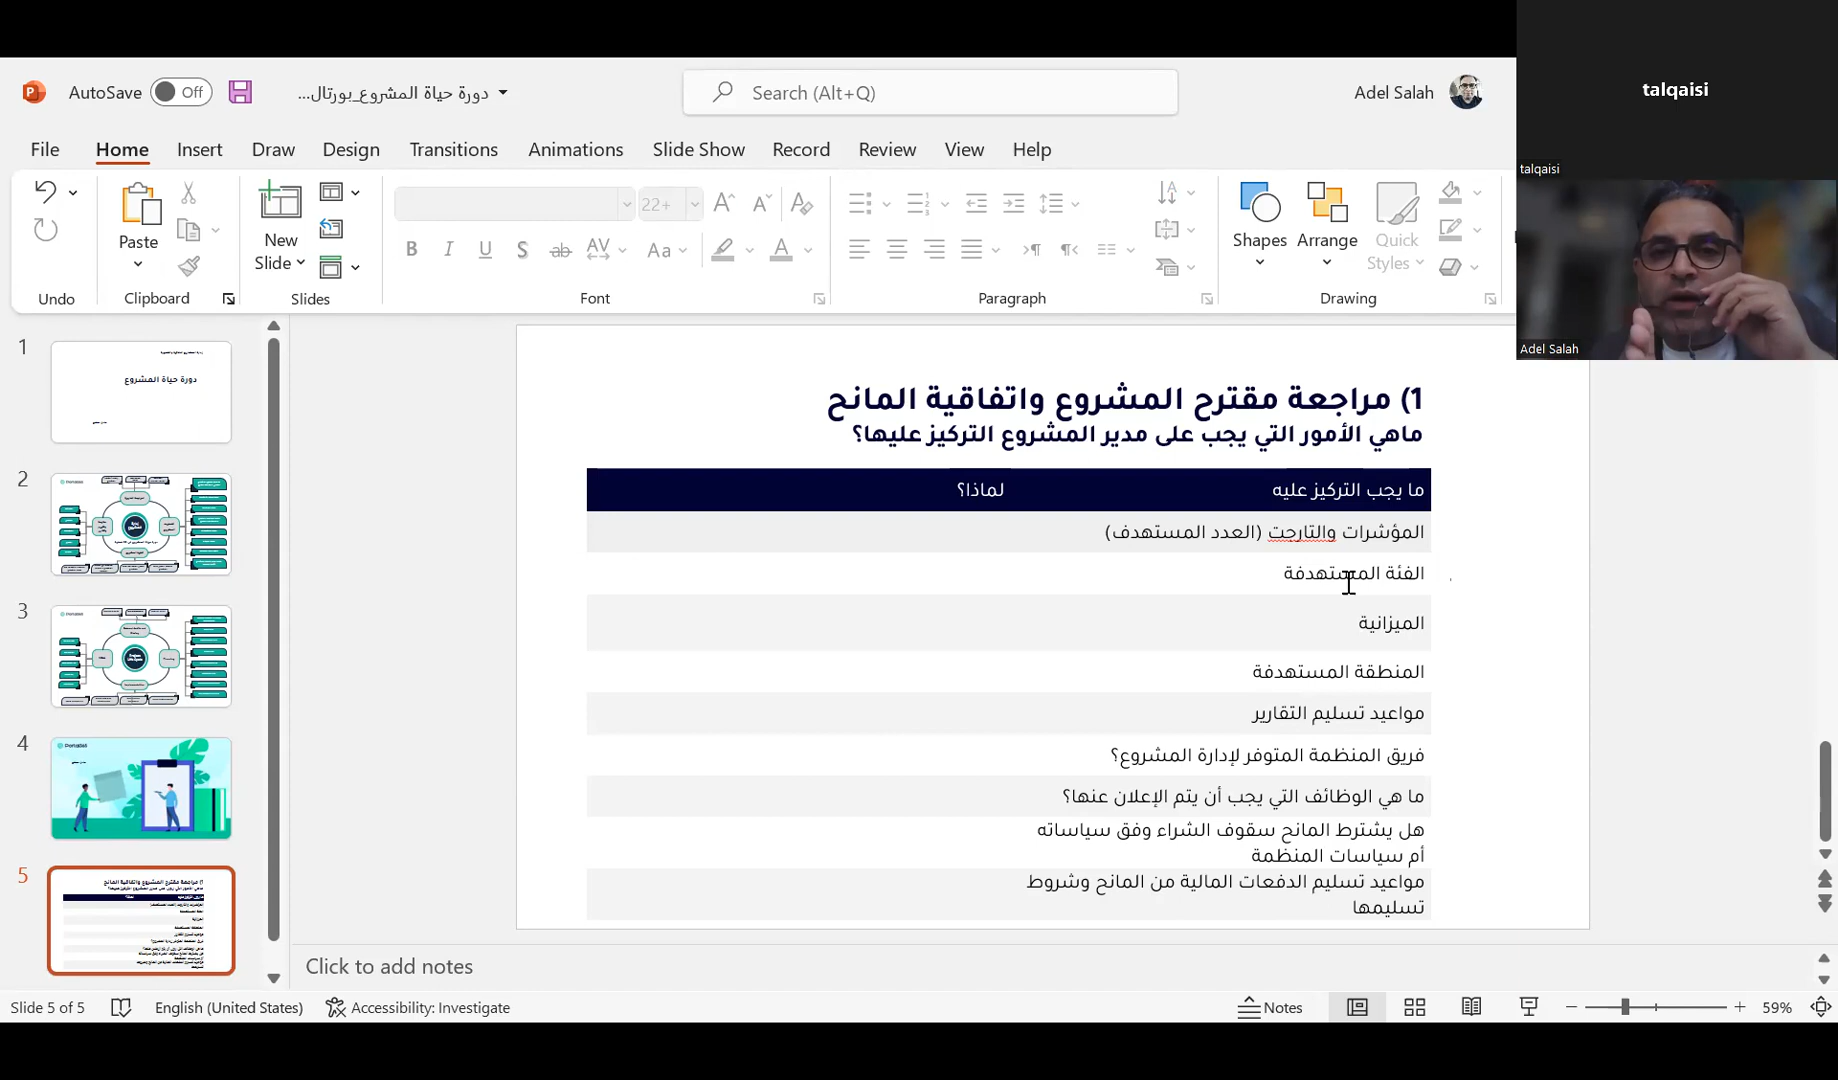 AutoSave
Off
دورة حياة المشروع_بورتال...
Search (Alt+Q)
Adel Salah
talqaisi
talqaisi
Adel Salah
File
Home
Insert
Draw
Design
Transitions
Animations
Slide Show
Record
Review
View
Help
Paste
New
Slide
22+
Shapes
Arrange
Quick
Styles
Undo
Clipboard
Slides
Font
Paragraph
Drawing
1
دورة حياة المشروع
2
3
4
5
1) مراجعة مقترح المشروع واتفاقية المانح
ماهي الأمور التي يجب على مدير المشروع التركيز عليها؟
ما يجب التركيز عليه
لماذا؟
المؤشرات والتارجت (العدد المستهدف)
الفئة المستهدفة
الميزانية
المنطقة المستهدفة
مواعيد تسليم التقارير
فريق المنظمة المتوفر لإدارة المشروع؟
ما هي الوظائف التي يجب أن يتم الإعلان عنها؟
هل يشترط المانح سقوف الشراء وفق سياساته
أم سياسات المنظمة
مواعيد تسليم الدفعات المالية من المانح وشروط
تسليمها
Click to add notes
Slide 5 of 5
English (United States)
Accessibility: Investigate
Notes
59%